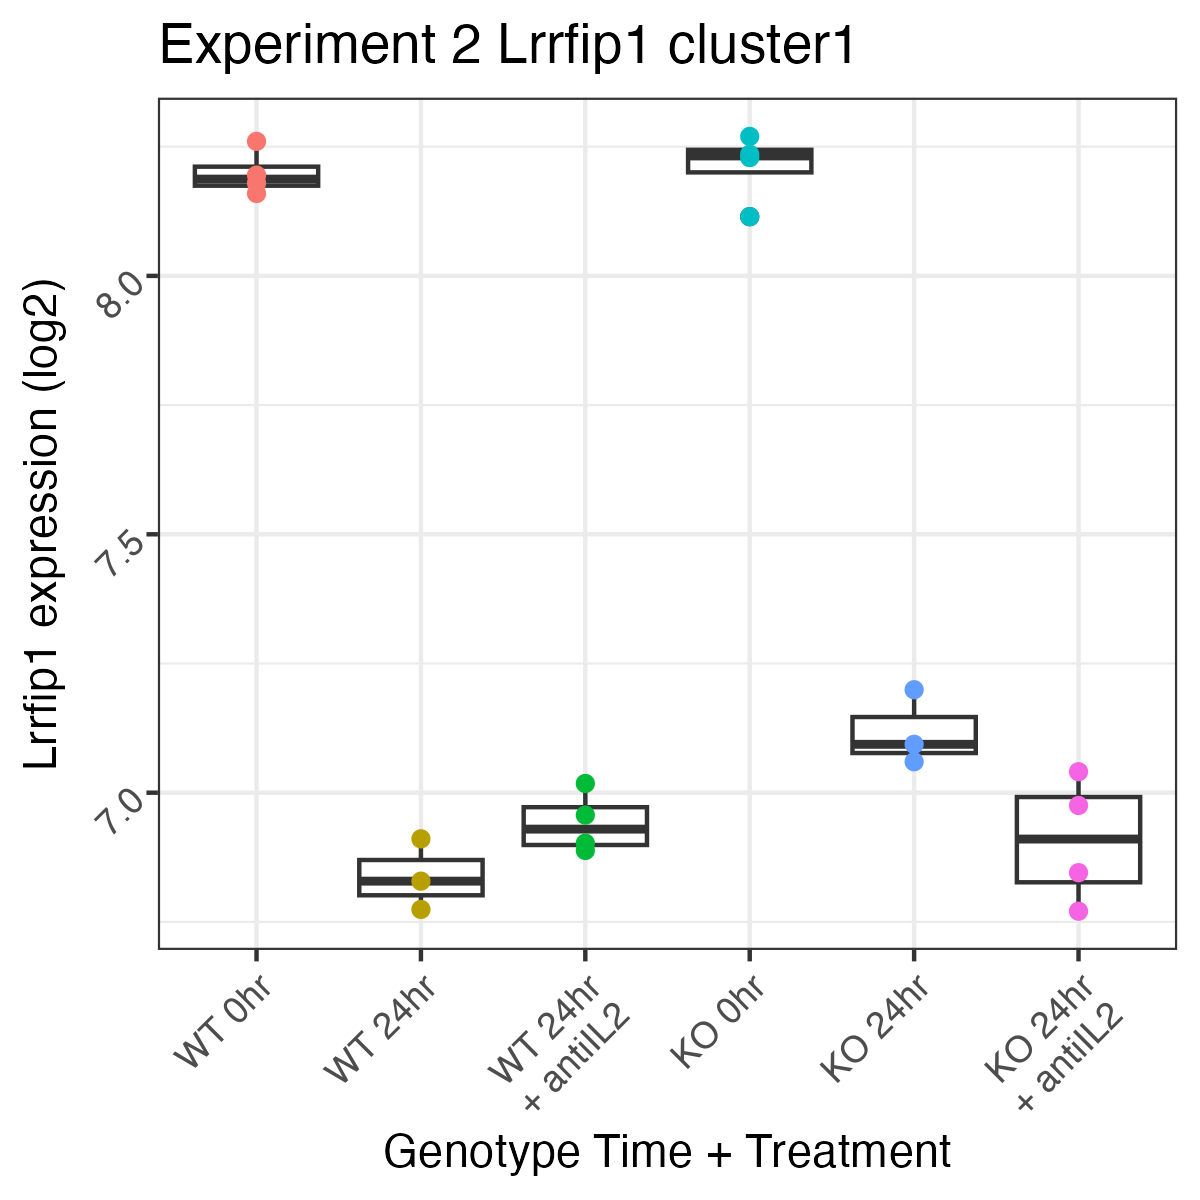 Experiment 2 Lrrfip1 cluster1
Lrrfip1 expression (log2)
8.0
7.5
7.0
WT 0hr
WT 24hr
WT 24hr
+ antiIL2
KO 0hr
KO 24hr
KO 24hr
+ antiIL2
Genotype Time + Treatment